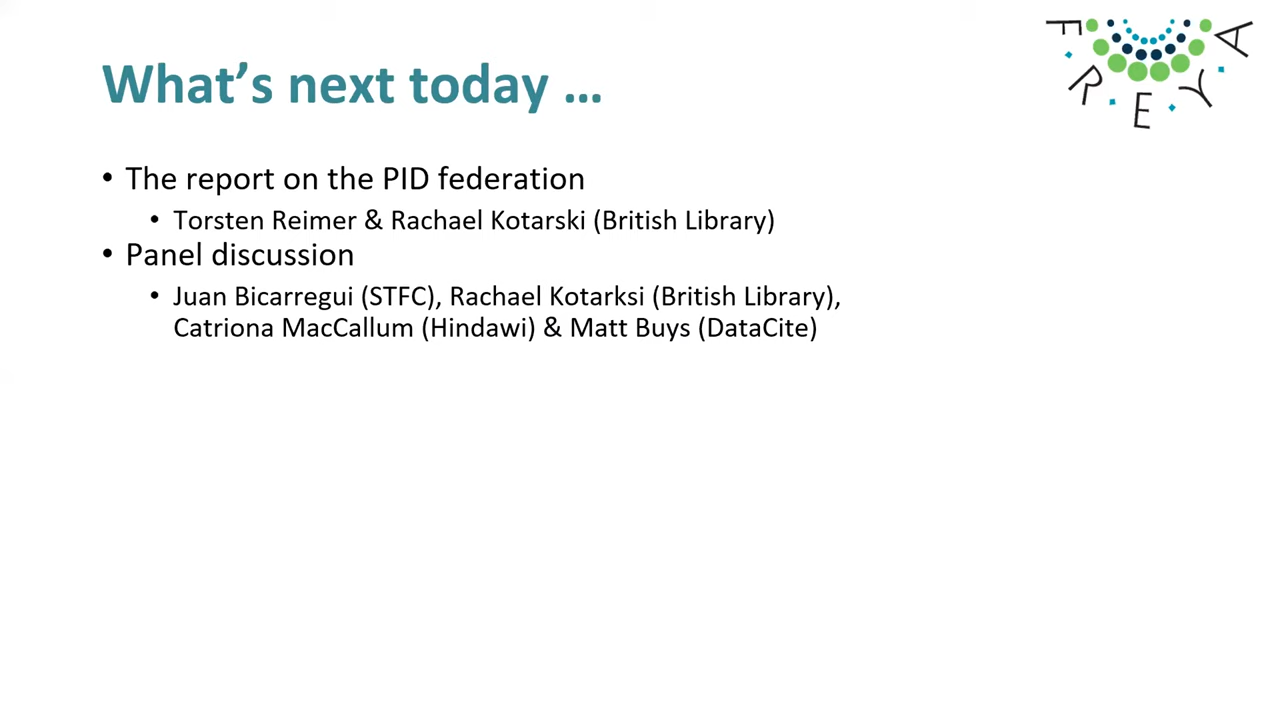 What's next today ...
FREYA
• The report on the PID federation
• Torsten Reimer & Rachael Kotarski (British Library)
• Panel discussion
• Juan Bicarregui (STFC), Rachael Kotarksi (British Library),
Catriona MacCallum (Hindawi) & Matt Buys (DataCite)